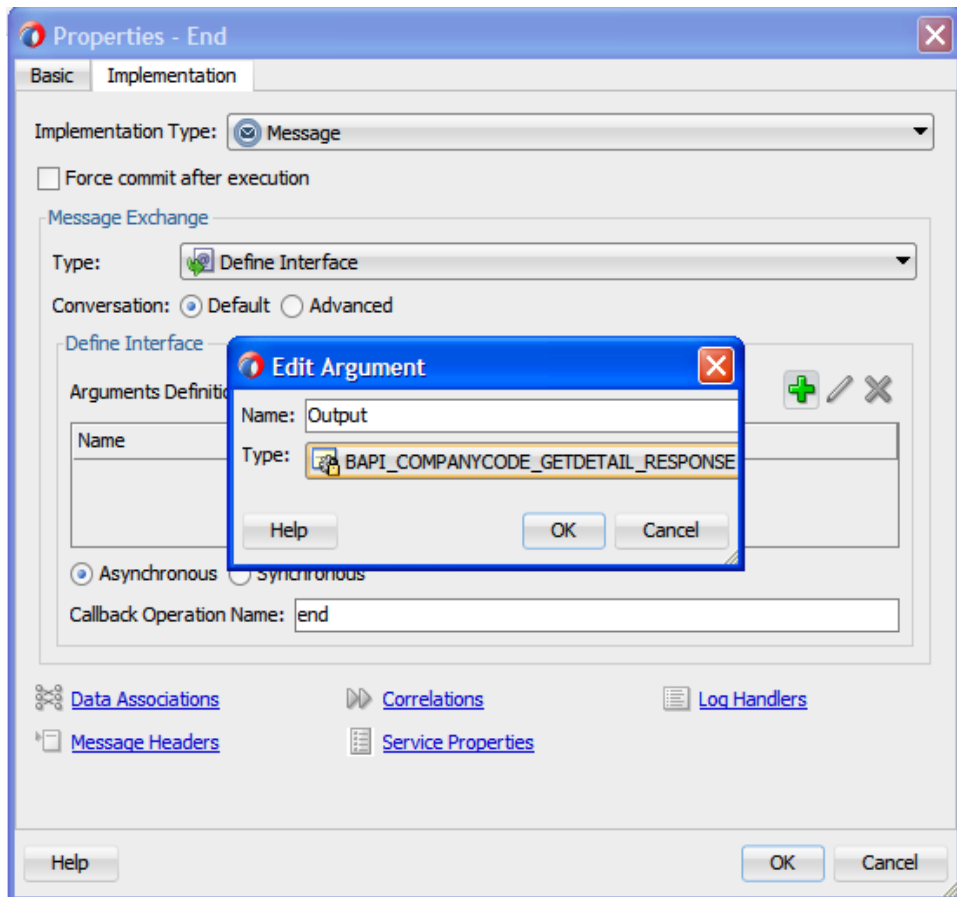 Properties - End
Basic Implementation
Implementation Type: Message
Force commit after execution
Message Exchange
Type: Define Interface
Conversation: Default Advanced
Define Interface
Edit Argument
Arguments Definitio
Name: Output
Name
Type: BAPI_COMPANYCODE_GETDETAIL_RESPONSE
Help OK Cancel
Asynchronous Synchronous
Callback Operation Name: end
Data Associations Correlations Log Handlers
Message Headers Service Properties
Help OK Cancel